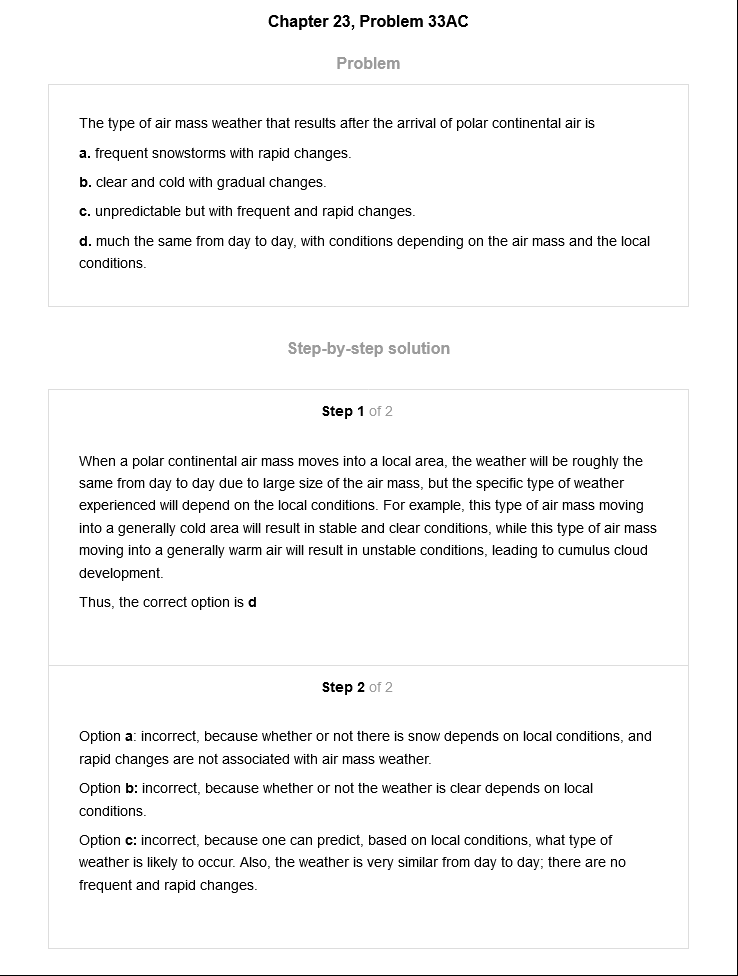 Chapter 23, Problem 33AC
Problem
The type of air mass weather that results after the arrival of polar continental air is
a. frequent snowstorms with rapid changes.
b. clear and cold with gradual changes.
c. unpredictable but with frequent and rapid changes.
d. much the same from day to day, with conditions depending on the air mass and the local
conditions.
Step-by-step solution
Step 1 of 2
When a polar continental air mass moves into a local area, the weather will be roughly the
same from day to day due to large size of the air mass, but the specific type of weather
experienced will depend on the local conditions. For example, this type of air mass moving
into a generally cold area will result in stable and clear conditions, while this type of air mass
moving into a generally warm air will result in unstable conditions, leading to cumulus cloud
development.
Thus, the correct option is d
Step 2 of 2
Option a: incorrect, because whether or not there is snow depends on local conditions, and
rapid changes are not associated with air mass weather.
Option b: incorrect, because whether or not the weather is clear depends on local
conditions.
Option c: incorrect, because one can predict, based on local conditions, what type of
weather is likely to occur. Also, the weather is very similar from day to day; there are no
frequent and rapid changes.